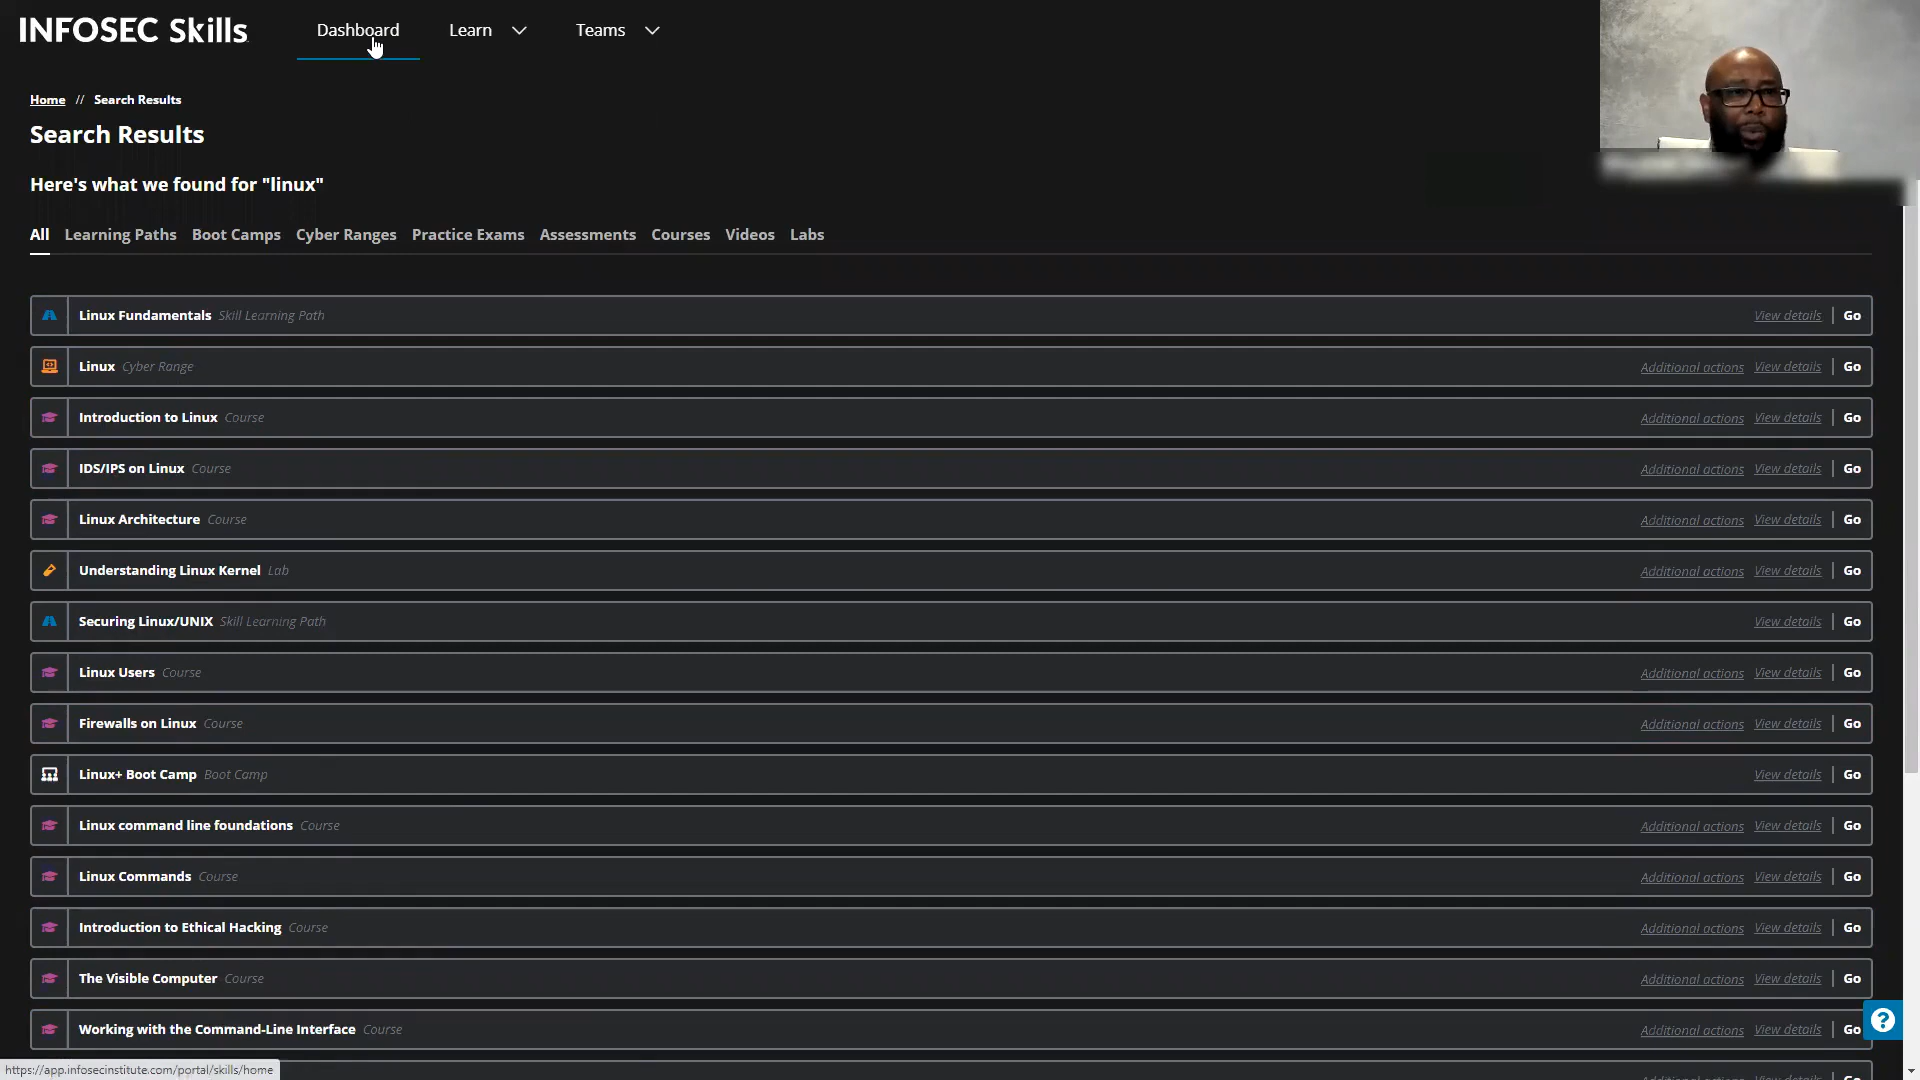 INFOSEC Skills Dashboard Learn Teams
Home // Search Results
Search Results
Here's what we found for "linux"
All Learning Paths Boot Camps Cyber Ranges Practice Exams Assessments Courses Videos Labs
Linux Fundamentals Skill Learning Path View details | Go
Linux Cyber Range Additional actions View details | Go
Introduction to Linux Course Additional actions View details | Go
IDS/IPS on Linux Course Additional actions View details | Go
Linux Architecture Course Additional actions View details | Go
Understanding Linux Kernel Lab Additional actions View details | Go
Securing Linux/UNIX Skill Learning Path View details | Go
Linux Users Course Additional actions View details | Go
Firewalls on Linux Course Additional actions View details | Go
Linux+ Boot Camp Boot Camp View details | Go
Linux command line foundations Course Additional actions View details | Go
Linux Commands Course Additional actions View details | Go
Introduction to Ethical Hacking Course Additional actions View details | Go
The Visible Computer Course Additional actions View details | Go
Working with the Command-Line Interface Course Additional actions View details | Go
?
https://app.infosecinstitute.com/portal/skills/home